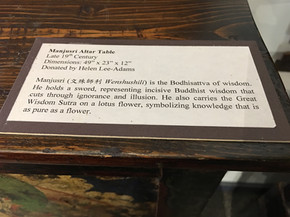 Manjusri Altar Table
Late 19th Century
Dimensions: 49" x 23" x 12"
Donated by Helen Lee-Adams
Manjusri (文殊師利 Wenshushili) is the Bodhisattva of wisdom.
He holds a sword, representing incisive Buddhist wisdom that
cuts through ignorance and illusion. He also carries the Great
Wisdom Sutra on a lotus flower, symbolizing knowledge that is
as pure as a flower.